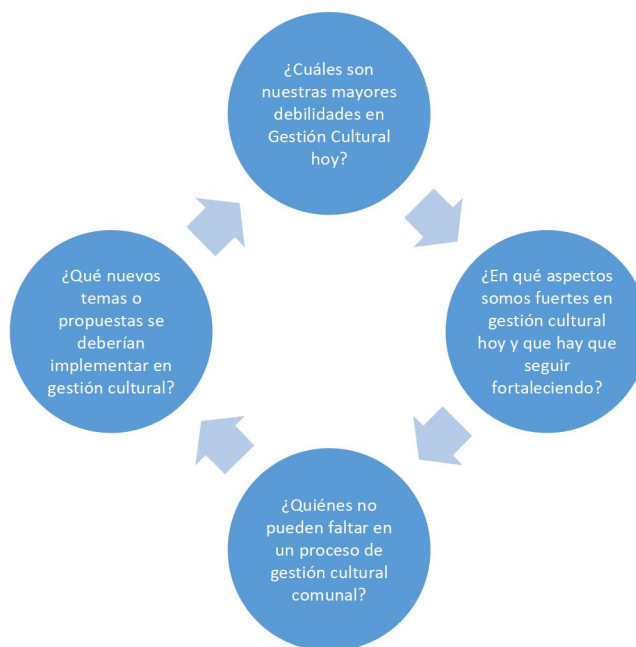 ¿Cuáles son
nuestras mayores
debilidades en
Gestión Cultural
hoy?
¿En qué aspectos
somos fuertes en
gestión cultural
hoy y que hay que
seguir
fortaleciendo?
¿Quiénes no
pueden faltar en
un proceso de
gestión cultural
comunal?
¿Qué nuevos
temas o
propuestas se
deberían
implementar en
gestión cultural?